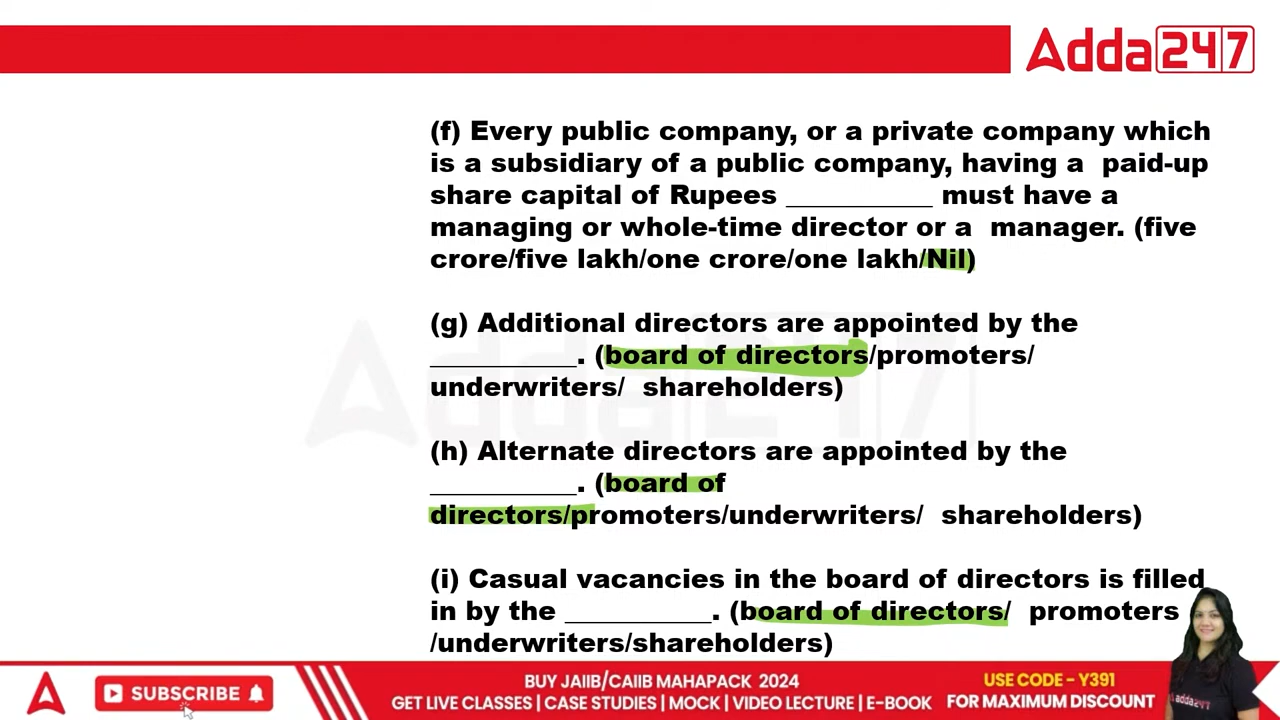 Adda247
(f) Every public company, or a private company which
is a subsidiary of a public company, having a paid-up
share capital of Rupees __________ must have a
managing or whole-time director or a manager. (five
crore/five lakh/one crore/one lakh/Nil)
(g) Additional directors are appointed by the
__________. (board of directors/promoters/
underwriters/ shareholders)
(h) Alternate directors are appointed by the
__________. (board of
directors/promoters/underwriters/ shareholders)
(i) Casual vacancies in the board of directors is filled
in by the __________. (board of directors/ promoters
/underwriters/shareholders)
Adda247
SUBSCRIBE
BUY JAIIB/CAIIB MAHAPACK 2024
GET LIVE CLASSES | CASE STUDIES | MOCK | VIDEO LECTURE | E-BOOK
USE CODE - Y391
FOR MAXIMUM DISCOUNT
adda247